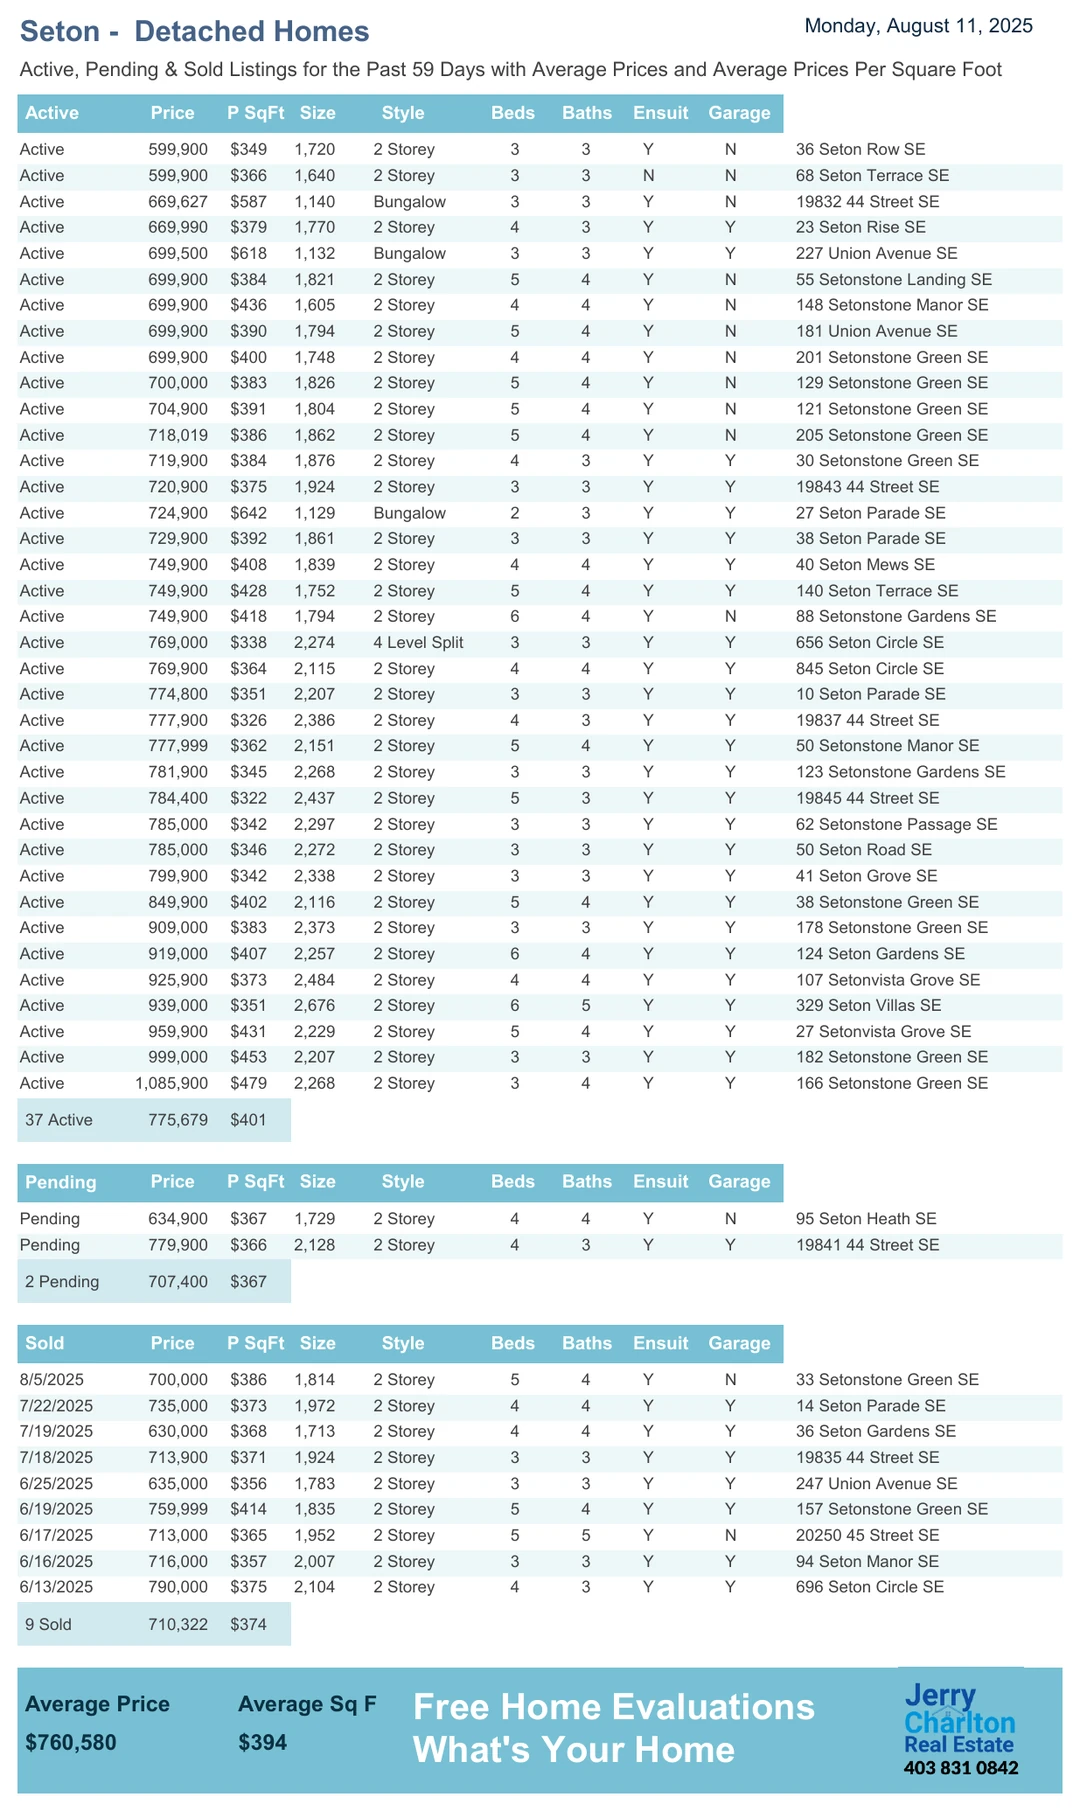 Seton - Detached Homes
Monday, August 11, 2025
Active, Pending & Sold Listings for the Past 59 Days with Average Prices and Average Prices Per Square Foot
Active Price P SqFt Size Style Beds Baths Ensuit Garage
Active 599,900 $349 1,720 2 Storey 3 3 Y N 36 Seton Row SE
Active 599,900 $366 1,640 2 Storey 3 3 N N 68 Seton Terrace SE
Active 669,627 $587 1,140 Bungalow 3 3 Y N 19832 44 Street SE
Active 669,990 $379 1,770 2 Storey 4 3 Y Y 23 Seton Rise SE
Active 699,500 $618 1,132 Bungalow 3 3 Y Y 227 Union Avenue SE
Active 699,900 $384 1,821 2 Storey 5 4 Y N 55 Setonstone Landing SE
Active 699,900 $436 1,605 2 Storey 4 4 Y N 148 Setonstone Manor SE
Active 699,900 $390 1,794 2 Storey 5 4 Y N 181 Union Avenue SE
Active 699,900 $400 1,748 2 Storey 4 4 Y N 201 Setonstone Green SE
Active 700,000 $383 1,826 2 Storey 5 4 Y N 129 Setonstone Green SE
Active 704,900 $391 1,804 2 Storey 5 4 Y N 121 Setonstone Green SE
Active 718,019 $386 1,862 2 Storey 5 4 Y N 205 Setonstone Green SE
Active 719,900 $384 1,876 2 Storey 4 3 Y Y 30 Setonstone Green SE
Active 720,900 $375 1,924 2 Storey 3 3 Y Y 19843 44 Street SE
Active 724,900 $642 1,129 Bungalow 2 3 Y Y 27 Seton Parade SE
Active 729,900 $392 1,861 2 Storey 3 3 Y Y 38 Seton Parade SE
Active 749,900 $408 1,839 2 Storey 4 4 Y Y 40 Seton Mews SE
Active 749,900 $428 1,752 2 Storey 5 4 Y Y 140 Seton Terrace SE
Active 749,900 $418 1,794 2 Storey 6 4 Y N 88 Setonstone Gardens SE
Active 769,000 $338 2,274 4 Level Split 3 3 Y Y 656 Seton Circle SE
Active 769,900 $364 2,115 2 Storey 4 4 Y Y 845 Seton Circle SE
Active 774,800 $351 2,207 2 Storey 3 3 Y Y 10 Seton Parade SE
Active 777,900 $326 2,386 2 Storey 4 3 Y Y 19837 44 Street SE
Active 777,999 $362 2,151 2 Storey 5 4 Y Y 50 Setonstone Manor SE
Active 781,900 $345 2,268 2 Storey 3 3 Y Y 123 Setonstone Gardens SE
Active 784,400 $322 2,437 2 Storey 5 3 Y Y 19845 44 Street SE
Active 785,000 $342 2,297 2 Storey 3 3 Y Y 62 Setonstone Passage SE
Active 785,000 $346 2,272 2 Storey 3 3 Y Y 50 Seton Road SE
Active 799,900 $342 2,338 2 Storey 3 3 Y Y 41 Seton Grove SE
Active 849,900 $402 2,116 2 Storey 5 4 Y Y 38 Setonstone Green SE
Active 909,000 $383 2,373 2 Storey 3 3 Y Y 178 Setonstone Green SE
Active 919,000 $407 2,257 2 Storey 6 4 Y Y 124 Seton Gardens SE
Active 925,900 $373 2,484 2 Storey 4 4 Y Y 107 Setonvista Grove SE
Active 939,000 $351 2,676 2 Storey 6 5 Y Y 329 Seton Villas SE
Active 959,900 $431 2,229 2 Storey 5 4 Y Y 27 Setonvista Grove SE
Active 999,000 $453 2,207 2 Storey 3 3 Y Y 182 Setonstone Green SE
Active 1,085,900 $479 2,268 2 Storey 3 4 Y Y 166 Setonstone Green SE
37 Active 775,679 $401
Pending Price P SqFt Size Style Beds Baths Ensuit Garage
Pending 634,900 $367 1,729 2 Storey 4 4 Y N 95 Seton Heath SE
Pending 779,900 $366 2,128 2 Storey 4 3 Y Y 19841 44 Street SE
2 Pending 707,400 $367
Sold Price P SqFt Size Style Beds Baths Ensuit Garage
8/5/2025 700,000 $386 1,814 2 Storey 5 4 Y N 33 Setonstone Green SE
7/22/2025 735,000 $373 1,972 2 Storey 4 4 Y Y 14 Seton Parade SE
7/19/2025 630,000 $368 1,713 2 Storey 4 4 Y Y 36 Seton Gardens SE
7/18/2025 713,900 $371 1,924 2 Storey 3 3 Y Y 19835 44 Street SE
6/25/2025 635,000 $356 1,783 2 Storey 3 3 Y Y 247 Union Avenue SE
6/19/2025 759,999 $414 1,835 2 Storey 5 4 Y Y 157 Setonstone Green SE
6/17/2025 713,000 $365 1,952 2 Storey 5 5 Y N 20250 45 Street SE
6/16/2025 716,000 $357 2,007 2 Storey 3 3 Y Y 94 Seton Manor SE
6/13/2025 790,000 $375 2,104 2 Storey 4 3 Y Y 696 Seton Circle SE
9 Sold 710,322 $374
Average Price Average Sq F
$760,580 $394
Free Home Evaluations
What's Your Home
Jerry
Charlton
Real Estate
403 831 0842